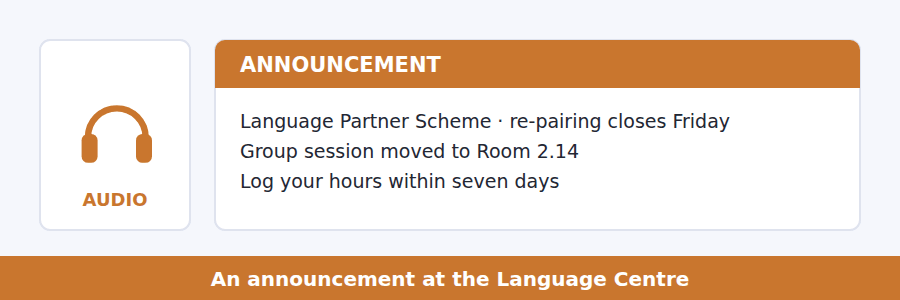 AUDIO
ANNOUNCEMENT
Language Partner Scheme · re-pairing closes Friday
Group session moved to Room 2.14
Log your hours within seven days
An announcement at the Language Centre